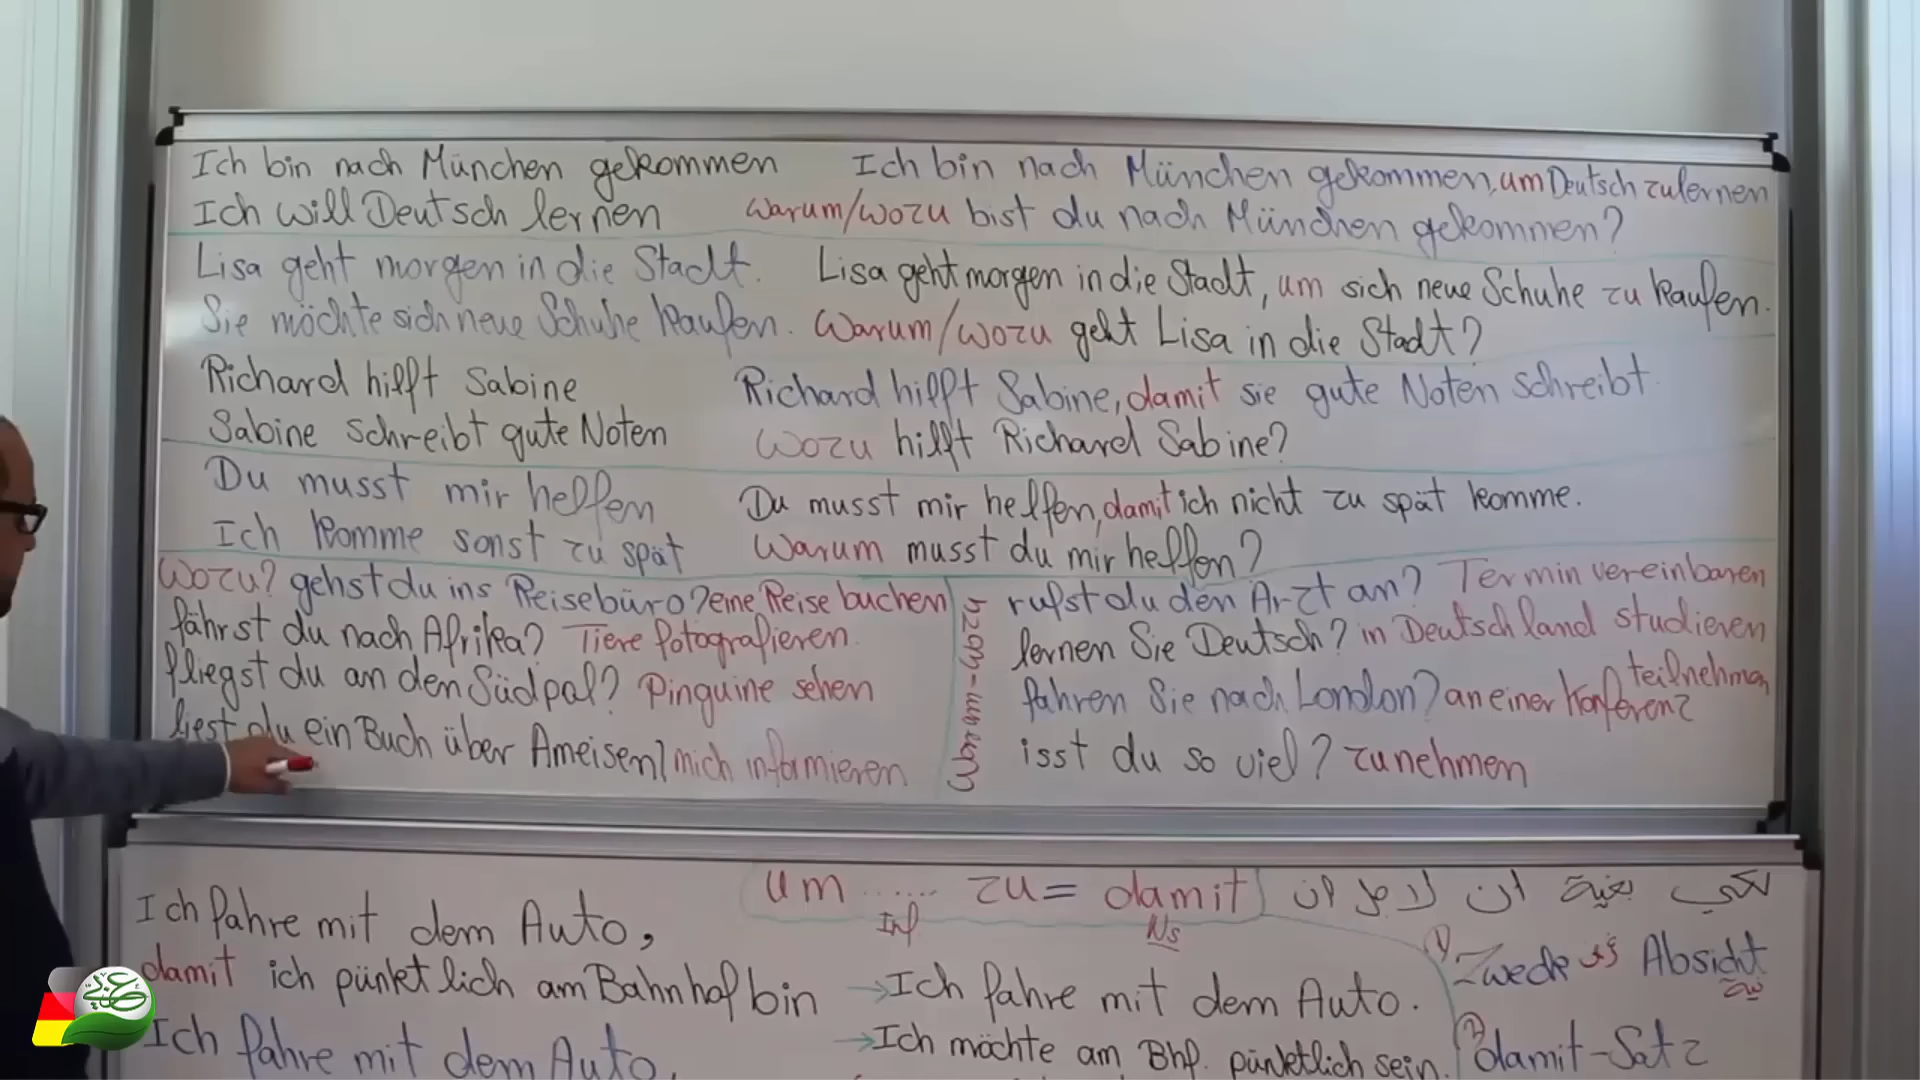 Ich bin nach München gekommen
Ich will Deutsch lernen
Ich bin nach München gekommen, um Deutsch zu lernen
Warum/wozu bist du nach München gekommen?
Lisa geht morgen in die Stadt.
Sie möchte sich neue Schuhe kaufen.
Lisa geht morgen in die Stadt, um sich neue Schuhe zu kaufen.
Warum/wozu geht Lisa in die Stadt?
Richard hilft Sabine
Sabine schreibt gute Noten
Richard hilft Sabine, damit sie gute Noten schreibt.
Wozu hilft Richard Sabine?
Du musst mir helfen
Ich komme sonst zu spät
Du musst mir helfen, damit ich nicht zu spät komme.
Warum musst du mir helfen?
Wozu? gehst du ins Reisebüro? eine Reise buchen
fährst du nach Afrika? Tiere fotografieren
fliegst du an den Südpol? Pinguine sehen
liest du ein Buch über Ameisen? mich informieren
rufst du den Arzt an? Termin vereinbaren
lernen Sie Deutsch? in Deutschland studieren
fahren Sie nach London? an einer Konferenz teilnehmen
isst du so viel? zunehmen
um ...... zu = damit
Inf
Ns
لكي بغية ان لاجل ان
Ich fahre mit dem Auto,
damit ich pünktlich am Bahnhof bin
Ich fahre mit dem Auto,
→ Ich fahre mit dem Auto.
→ Ich möchte am Bhf. pünktlich sein.
1) Zweck Absicht
نية
2) damit-Satz